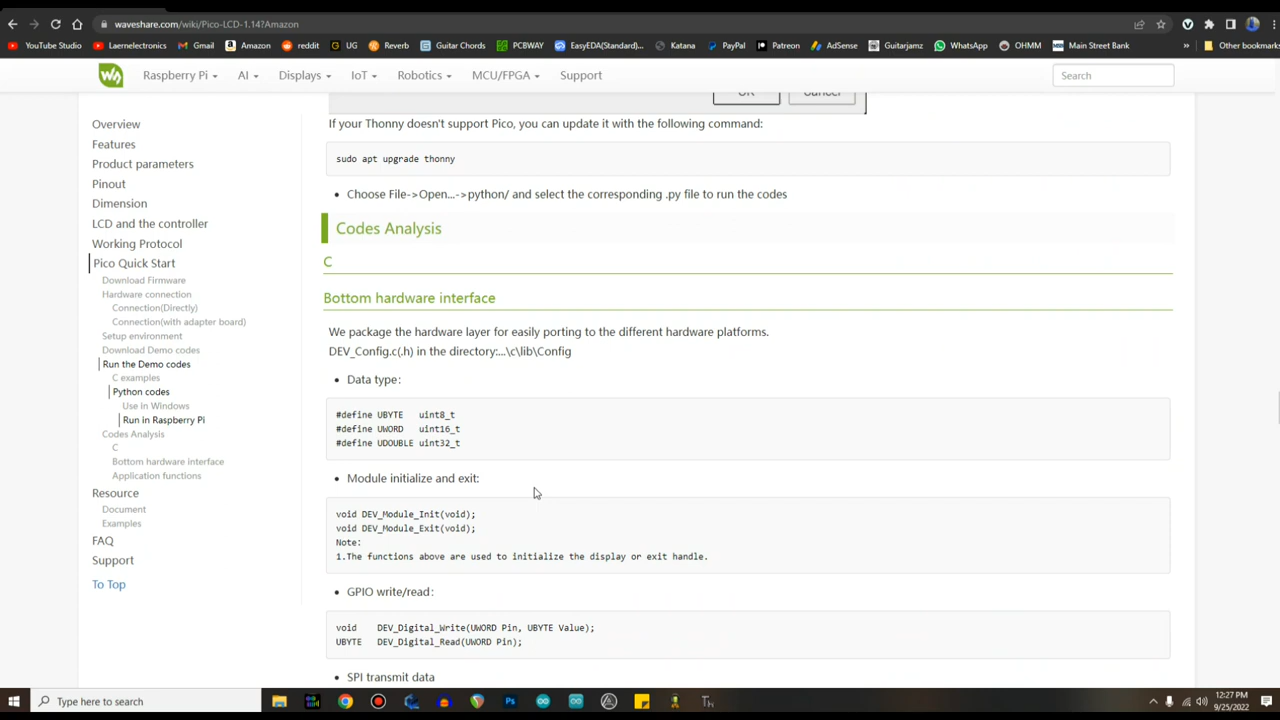 waveshare.com/wiki/Pico-LCD-1.14?Amazon
YouTube Studio Laernelectronics Gmail Amazon reddit UG Reverb Guitar Chords PCBWAY EasyEDA(Standard)... Katana PayPal Patreon AdSense Guitarjamz WhatsApp OHMM Main Street Bank » Other bookmarks
Raspberry Pi AI Displays IoT Robotics MCU/FPGA Support Search
Overview
Features
Product parameters
Pinout
Dimension
LCD and the controller
Working Protocol
Pico Quick Start
Download Firmware
Hardware connection
Connection(Directly)
Connection(with adapter board)
Setup environment
Download Demo codes
Run the Demo codes
C examples
Python codes
Use in Windows
Run in Raspberry Pi
Codes Analysis
C
Bottom hardware interface
Application functions
Resource
Document
Examples
FAQ
Support
To Top
OK Cancel
If your Thonny doesn't support Pico, you can update it with the following command:
sudo apt upgrade thonny
• Choose File->Open...->python/ and select the corresponding .py file to run the codes
Codes Analysis
C
Bottom hardware interface
We package the hardware layer for easily porting to the different hardware platforms.
DEV_Config.c(.h) in the directory:...\c\lib\Config
• Data type:
#define UBYTE uint8_t
#define UWORD uint16_t
#define UDOUBLE uint32_t
• Module initialize and exit:
void DEV_Module_Init(void);
void DEV_Module_Exit(void);
Note:
1.The functions above are used to initialize the display or exit handle.
• GPIO write/read:
void DEV_Digital_Write(UWORD Pin, UBYTE Value);
UBYTE DEV_Digital_Read(UWORD Pin);
• SPI transmit data
Type here to search
12:27 PM
9/25/2022